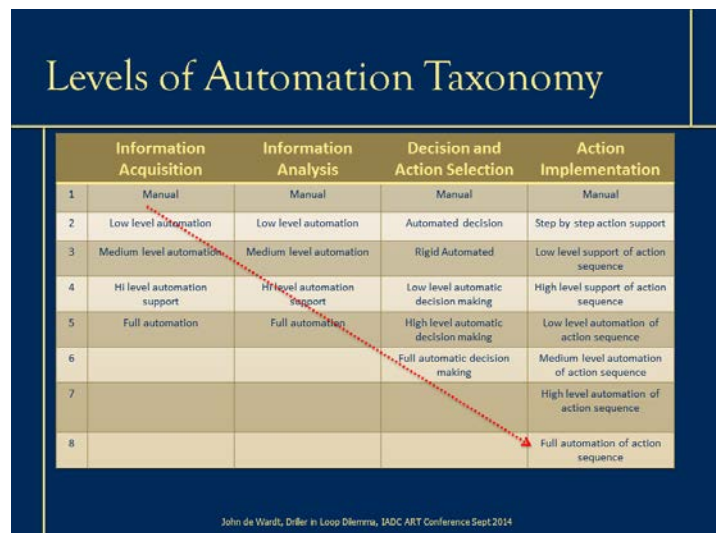 Levels of Automation Taxonomy
Information Acquisition
Information Analysis
Decision and Action Selection
Action Implementation
1 Manual Manual Manual Manual
2 Low level automation Low level automation Automated decision Step by step action support
3 Medium level automation Medium level automation Rigid Automated Low level support of action sequence
4 Hi level automation support Hi level automation support Low level automatic decision making High level support of action sequence
5 Full automation Full automation High level automatic decision making Low level automation of action sequence
6 Full automatic decision making Medium level automation of action sequence
7 High level automation of action sequence
8 Full automation of action sequence
John de Wardt, Driller in Loop Dilemma, IADC ART Conference Sept 2014